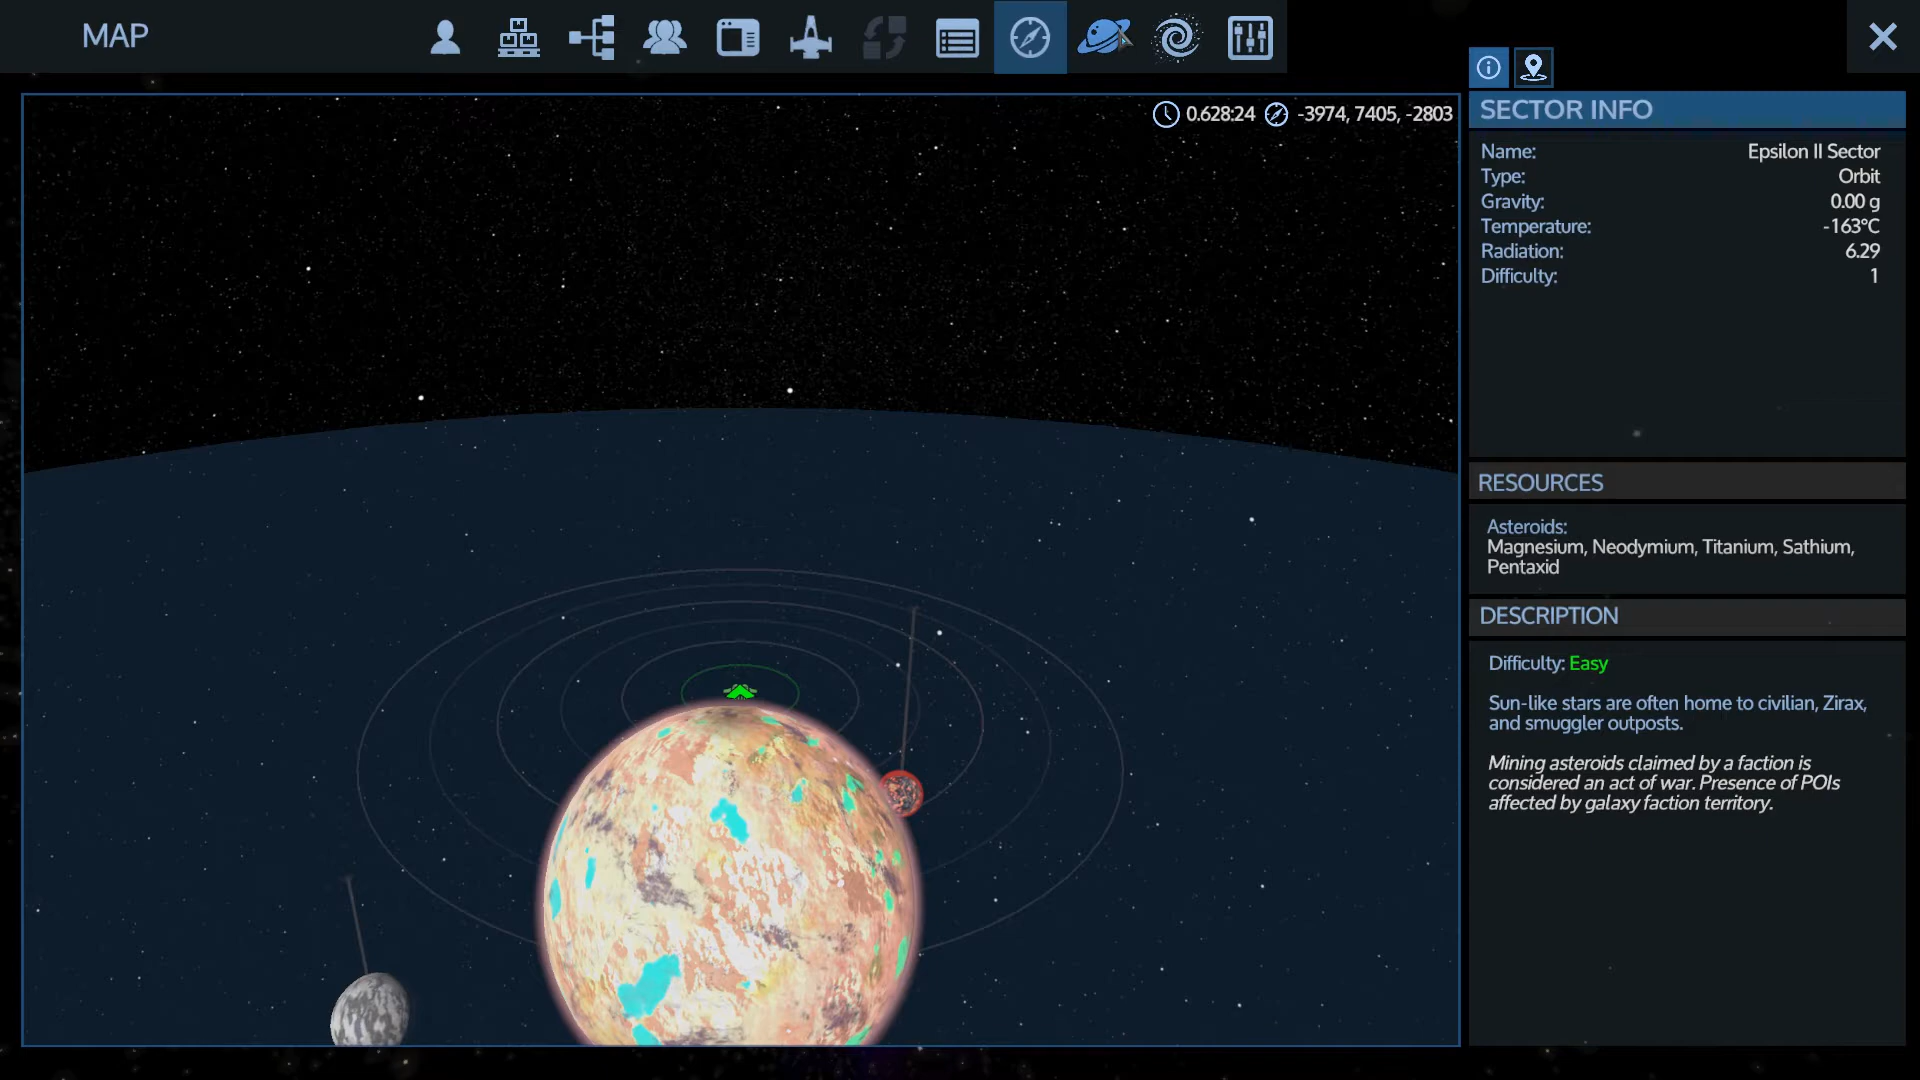 MAP
0.628:24 -3974, 7405, -2803
SECTOR INFO
Name: Epsilon II Sector
Type: Orbit
Gravity: 0.00 g
Temperature: -163°C
Radiation: 6.29
Difficulty: 1
RESOURCES
Asteroids:
Magnesium, Neodymium, Titanium, Sathium,
Pentaxid
DESCRIPTION
Difficulty: Easy
Sun-like stars are often home to civilian, Zirax,
and smuggler outposts.
Mining asteroids claimed by a faction is
considered an act of war. Presence of POIs
affected by galaxy faction territory.